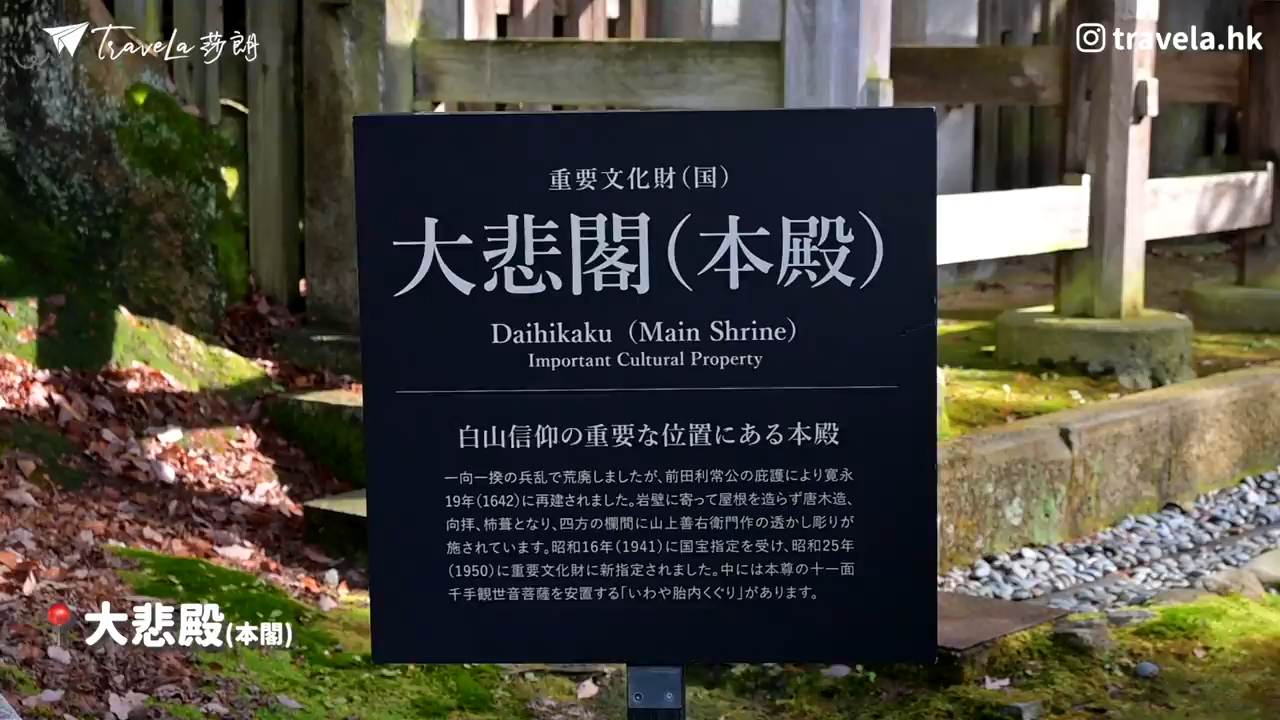 Travela莎朗
travela.hk
重要文化財(国)
大悲閣(本殿)
Daihikaku (Main Shrine)
Important Cultural Property
白山信仰の重要な位置にある本殿
一向一揆の兵乱で荒廃しましたが、前田利常公の庇護により寛永
19年(1642)に再建されました。岩壁に寄って屋根を造らず唐木造、
向拝、柿葺となり、四方の欄間に山上善右衛門作の透かし彫りが
施されています。昭和16年(1941)に国宝指定を受け、昭和25年
(1950)に重要文化財に新指定されました。中には本尊の十一面
千手観世音菩薩を安置する「いわや胎内くぐり」があります。
大悲殿(本閣)